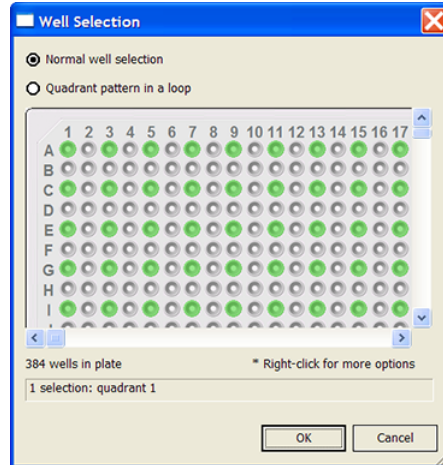 Well Selection
Normal well selection
Quadrant pattern in a loop
1 2 3 4 5 6 7 8 9 10 11 12 13 14 15 16 17
A
B
C
D
E
F
G
H
I
384 wells in plate * Right-click for more options
1 selection: quadrant 1
OK Cancel